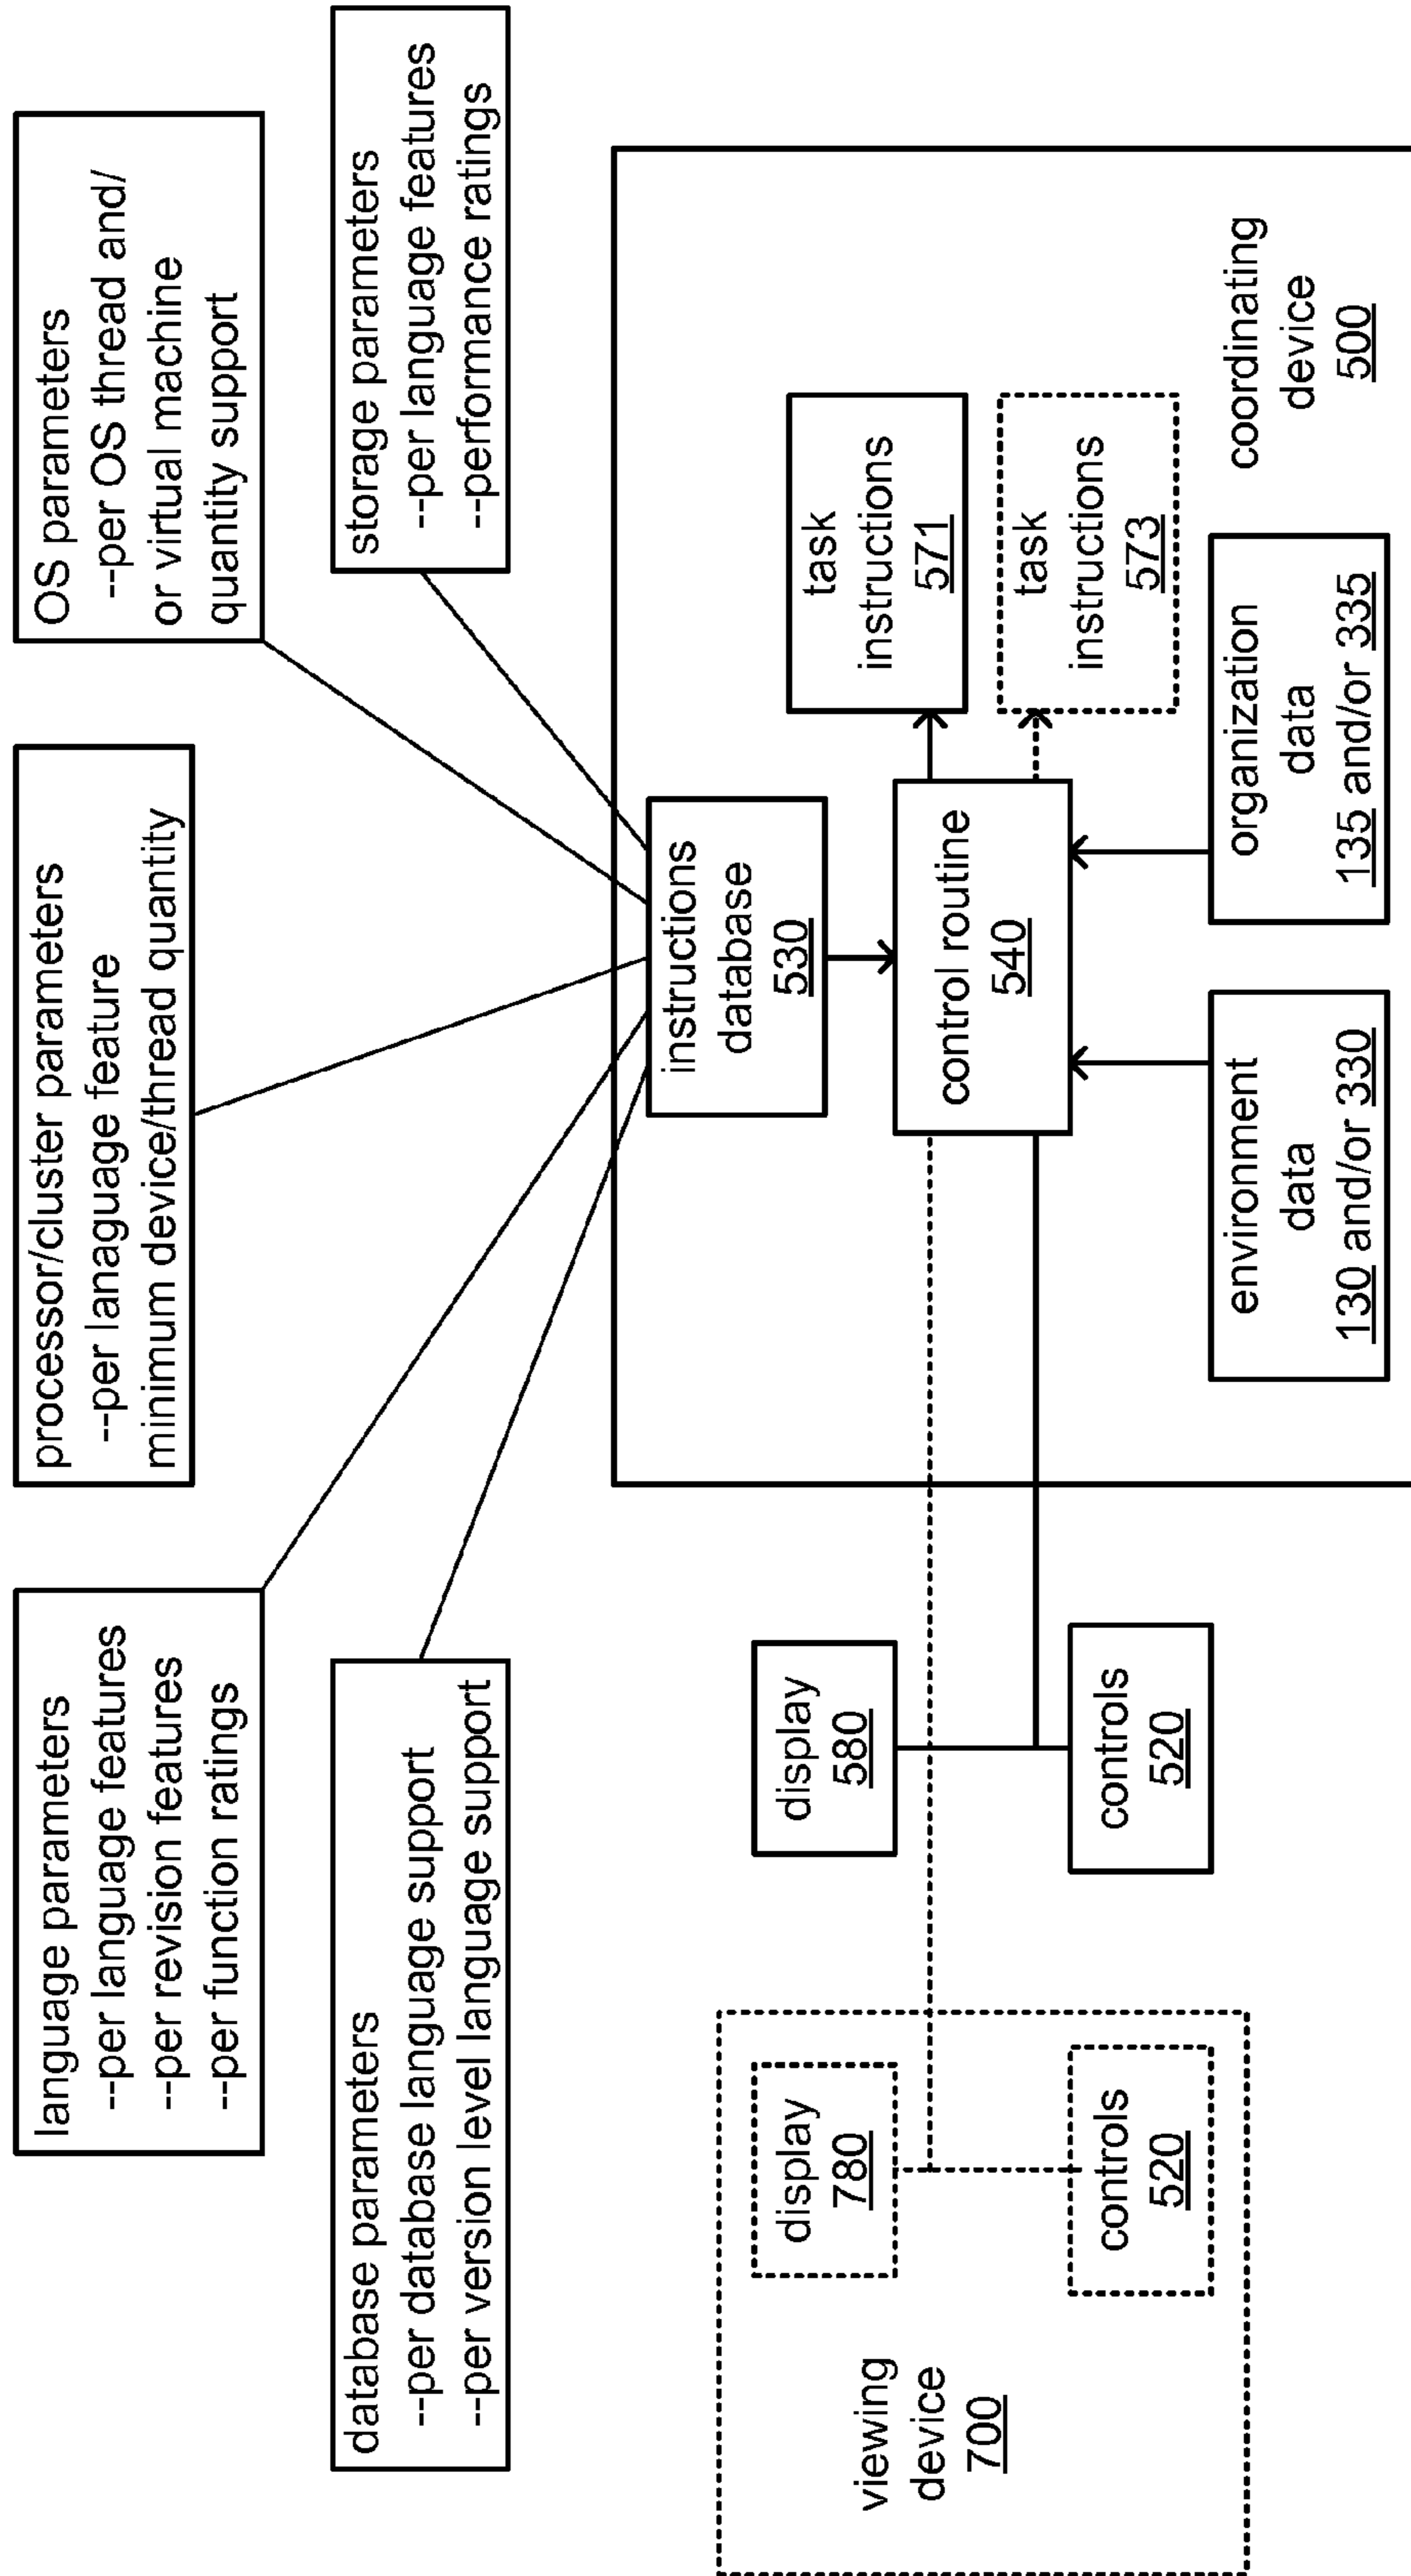 language parameters
--per language features
--per revision features
--per function ratings
processor/cluster parameters
--per lanaguage feature
minimum device/thread quantity
OS parameters
--per OS thread and/
or virtual machine
quantity support
database parameters
--per database language support
--per version level language support
storage parameters
--per language features
--performance ratings
viewing
device
700
display
780
controls
520
display
580
controls
520
instructions
database
530
control routine
540
task
instructions
571
task
instructions
573
environment
data
130 and/or 330
organization
data
135 and/or 335
coordinating
device
500